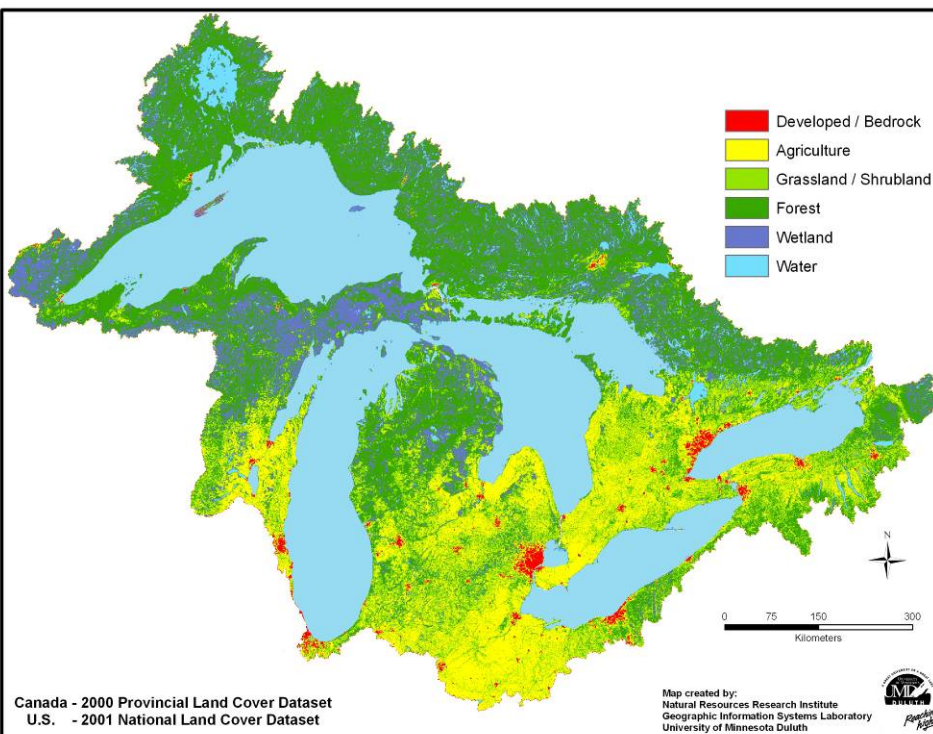 Developed / Bedrock
Agriculture
Grassland / Shrubland
Forest
Wetland
Water
N
0 75 150 300
Kilometers
Canada - 2000 Provincial Land Cover Dataset
U.S. - 2001 National Land Cover Dataset
Map created by:
Natural Resources Research Institute
Geographic Information Systems Laboratory
University of Minnesota Duluth
UMD
DULUTH